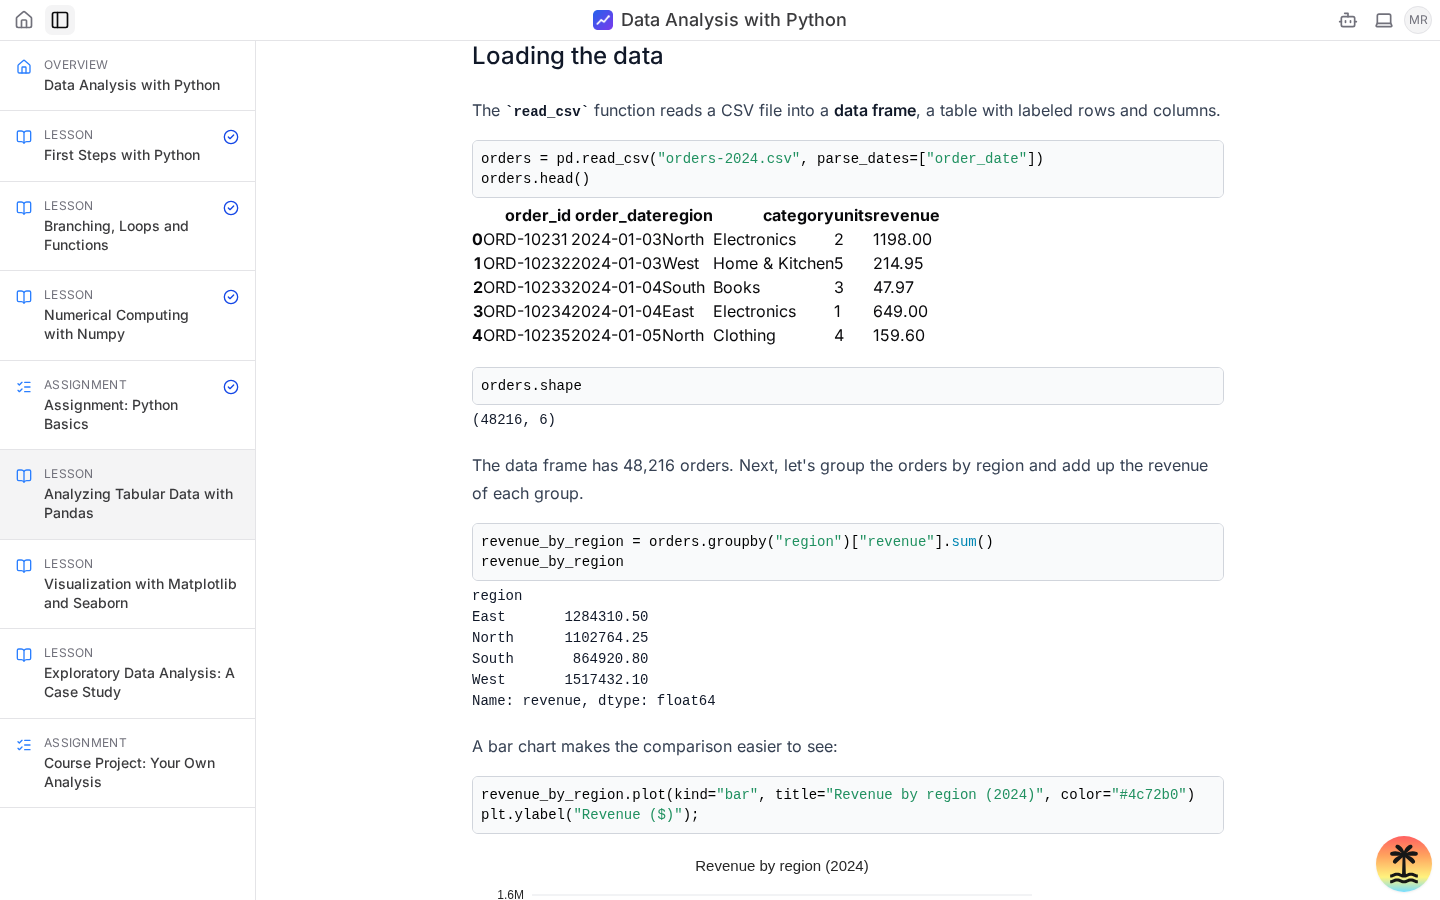 Data Analysis with Python
MR
OVERVIEW
Data Analysis with Python
LESSON
First Steps with Python
LESSON
Branching, Loops and
Functions
LESSON
Numerical Computing
with Numpy
ASSIGNMENT
Assignment: Python
Basics
LESSON
Analyzing Tabular Data with
Pandas
LESSON
Visualization with Matplotlib
and Seaborn
LESSON
Exploratory Data Analysis: A
Case Study
ASSIGNMENT
Course Project: Your Own
Analysis
Loading the data
The `read_csv` function reads a CSV file into a data frame, a table with labeled rows and columns.
orders = pd.read_csv("orders-2024.csv", parse_dates=["order_date"])
orders.head()
order_id order_date region category units revenue
0 ORD-10231 2024-01-03 North Electronics 2 1198.00
1 ORD-10232 2024-01-03 West Home & Kitchen 5 214.95
2 ORD-10233 2024-01-04 South Books 3 47.97
3 ORD-10234 2024-01-04 East Electronics 1 649.00
4 ORD-10235 2024-01-05 North Clothing 4 159.60
orders.shape
(48216, 6)
The data frame has 48,216 orders. Next, let's group the orders by region and add up the revenue
of each group.
revenue_by_region = orders.groupby("region")["revenue"].sum()
revenue_by_region
region
East 1284310.50
North 1102764.25
South 864920.80
West 1517432.10
Name: revenue, dtype: float64
A bar chart makes the comparison easier to see:
revenue_by_region.plot(kind="bar", title="Revenue by region (2024)", color="#4c72b0")
plt.ylabel("Revenue ($)");
Revenue by region (2024)
1.6M